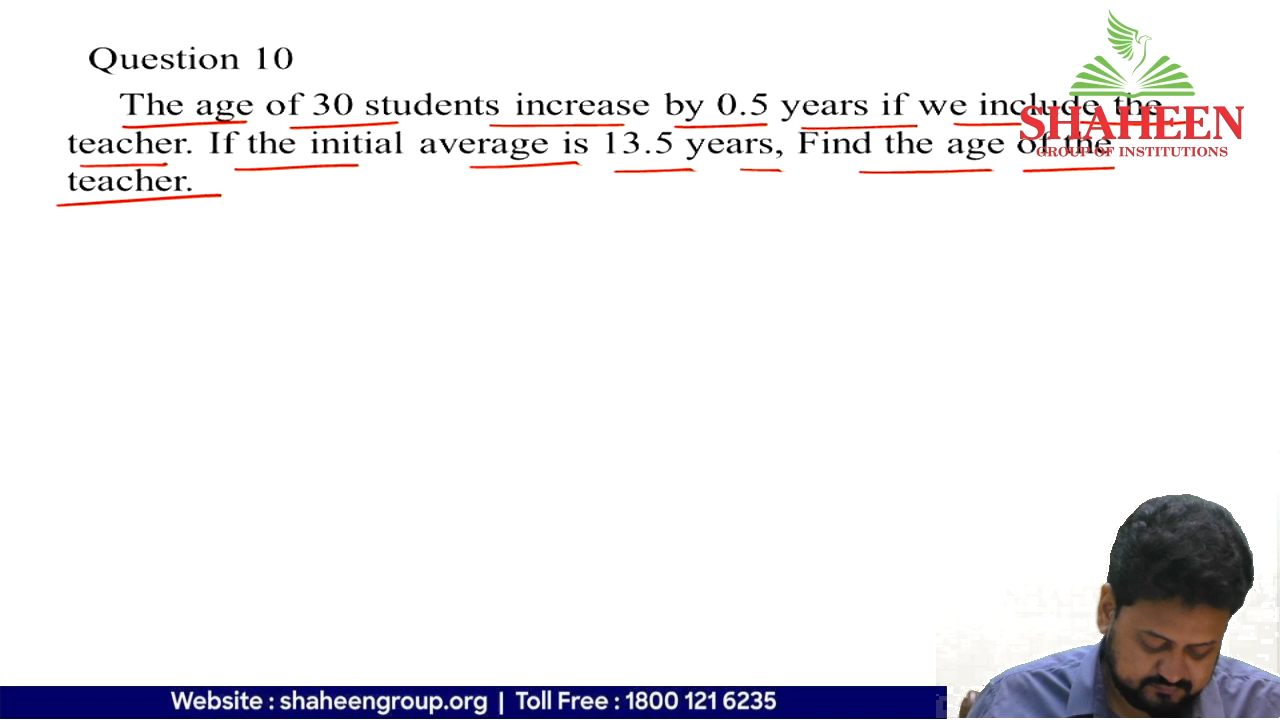 Question 10
The age of 30 students increase by 0.5 years if we include the
teacher. If the initial average is 13.5 years, Find the age of the
teacher.
SHAHEEN
GROUP OF INSTITUTIONS
Website : shaheengroup.org | Toll Free : 1800 121 6235